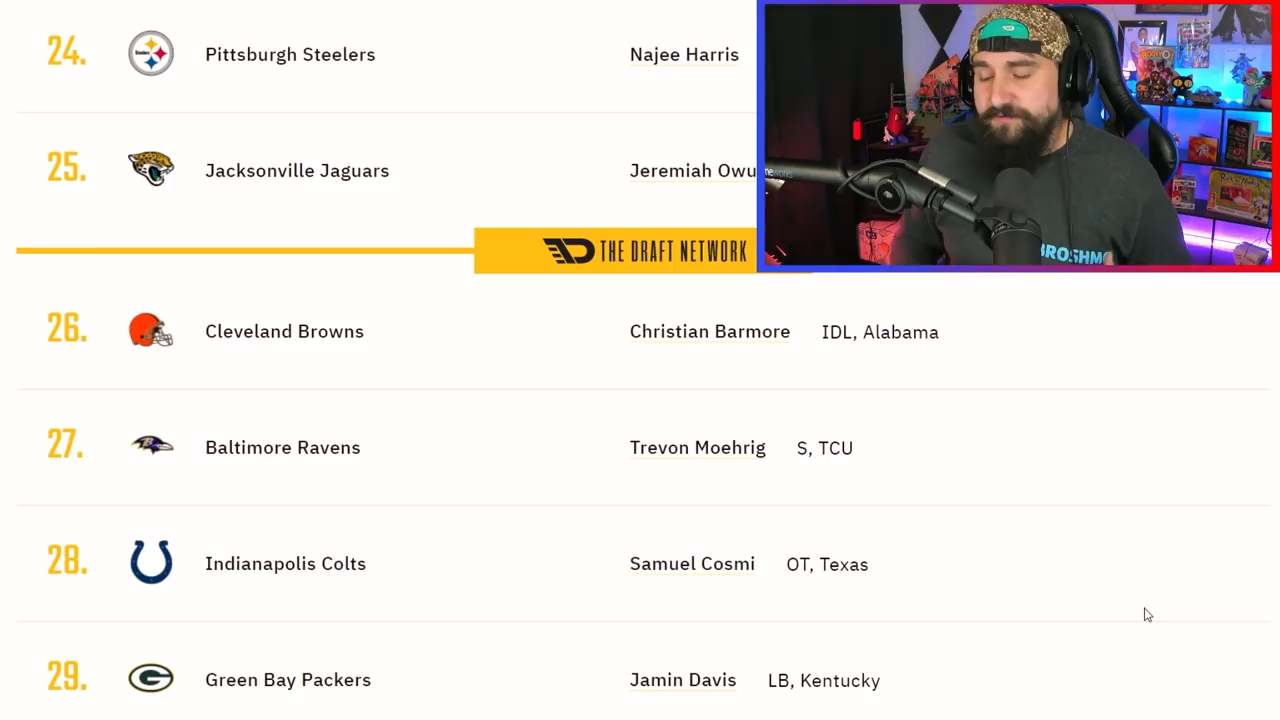 24. Pittsburgh Steelers Najee Harris
25. Jacksonville Jaguars Jeremiah Owu
THE DRAFT NETWORK
26. Cleveland Browns Christian Barmore IDL, Alabama
27. Baltimore Ravens Trevon Moehrig S, TCU
28. Indianapolis Colts Samuel Cosmi OT, Texas
29. Green Bay Packers Jamin Davis LB, Kentucky
BROSHMO